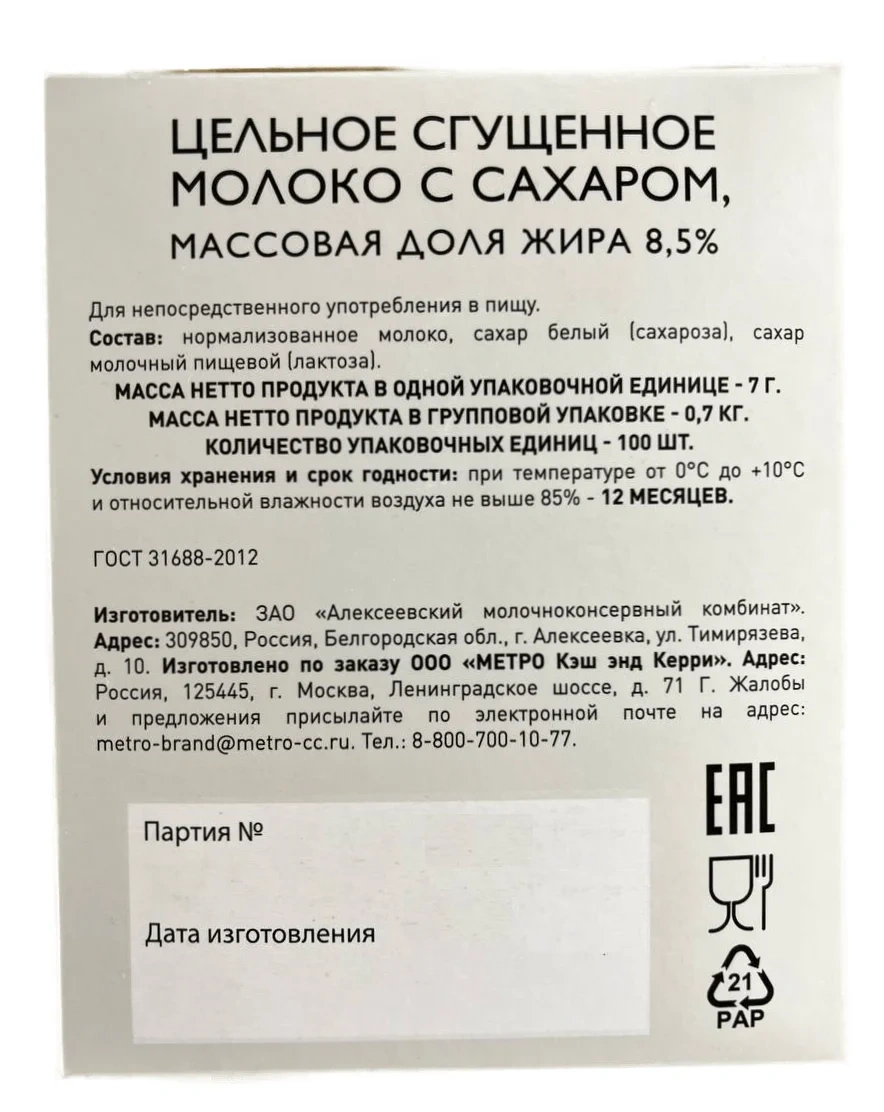 ЦЕЛЬНОЕ СГУЩЕННОЕ
МОЛОКО С САХАРОМ,
МАССОВАЯ ДОЛЯ ЖИРА 8,5%
Для непосредственного употребления в пищу.
Состав: нормализованное молоко, сахар белый (сахароза), сахар
молочный пищевой (лактоза).
МАССА НЕТТО ПРОДУКТА В ОДНОЙ УПАКОВОЧНОЙ ЕДИНИЦЕ - 7 Г.
МАССА НЕТТО ПРОДУКТА В ГРУППОВОЙ УПАКОВКЕ - 0,7 КГ.
КОЛИЧЕСТВО УПАКОВОЧНЫХ ЕДИНИЦ - 100 ШТ.
Условия хранения и срок годности: при температуре от 0°С до +10°С
и относительной влажности воздуха не выше 85% - 12 МЕСЯЦЕВ.
ГОСТ 31688-2012
Изготовитель: ЗАО «Алексеевский молочноконсервный комбинат».
Адрес: 309850, Россия, Белгородская обл., г. Алексеевка, ул. Тимирязева,
д. 10. Изготовлено по заказу ООО «МЕТРО Кэш энд Керри». Адрес:
Россия, 125445, г. Москва, Ленинградское шоссе, д. 71 Г. Жалобы
и предложения присылайте по электронной почте на адрес:
metro-brand@metro-cc.ru. Тел.: 8-800-700-10-77.
EAC
Партия №
Дата изготовления
21
PAP